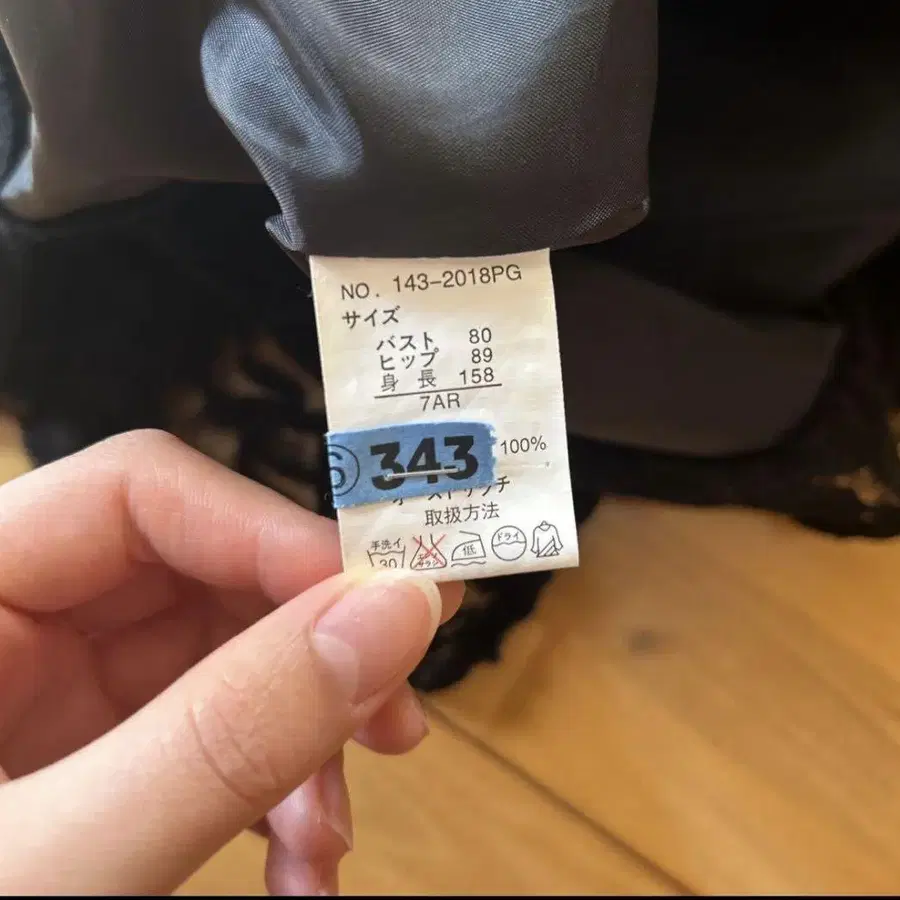 NO. 143-2018PG
サイズ
バスト 80
ヒップ 89
身長 158
7AR
343 100%
取扱方法
手洗イ 30 低 ドライ